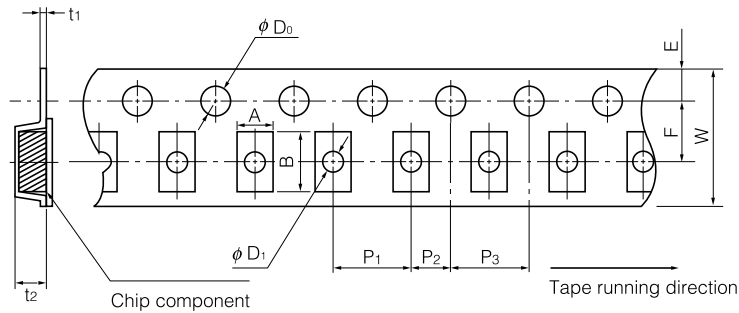 t1
ϕ D0
E
A
F
W
B
ϕ D1
P1
P2
P3
t2
Chip component
Tape running direction